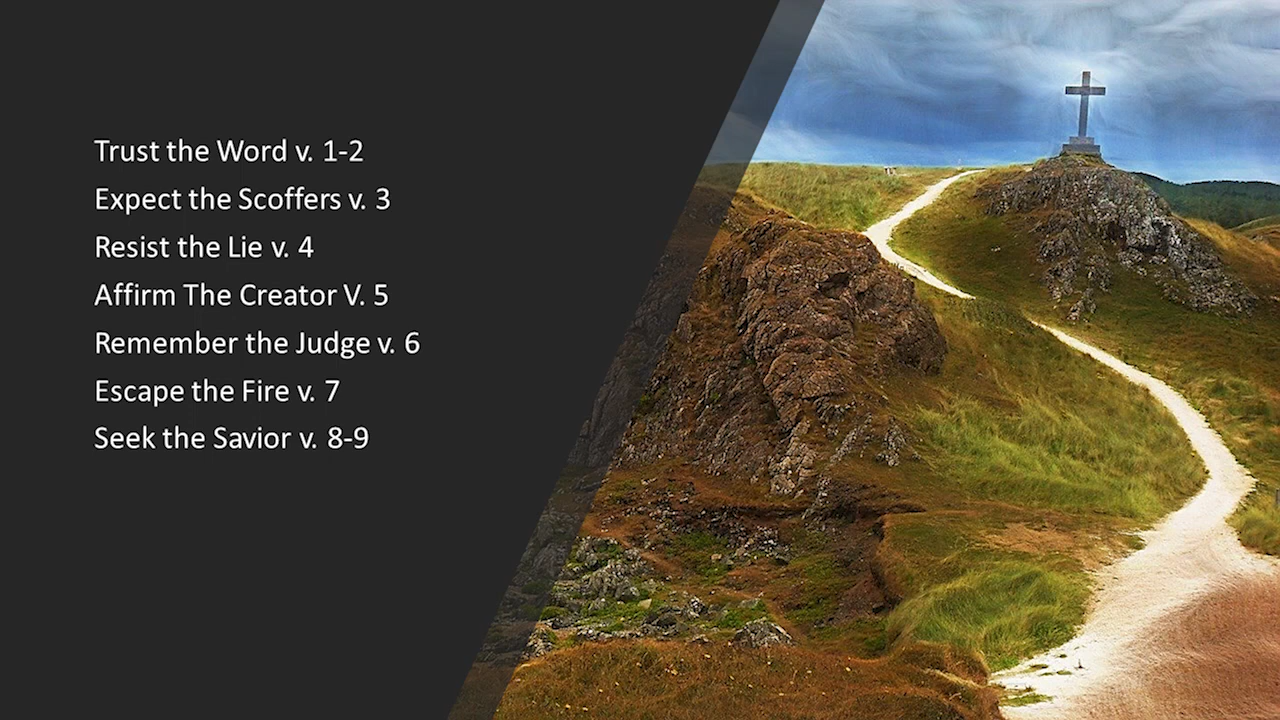 Trust the Word v. 1-2
Expect the Scoffers v. 3
Resist the Lie v. 4
Affirm The Creator V. 5
Remember the Judge v. 6
Escape the Fire v. 7
Seek the Savior v. 8-9